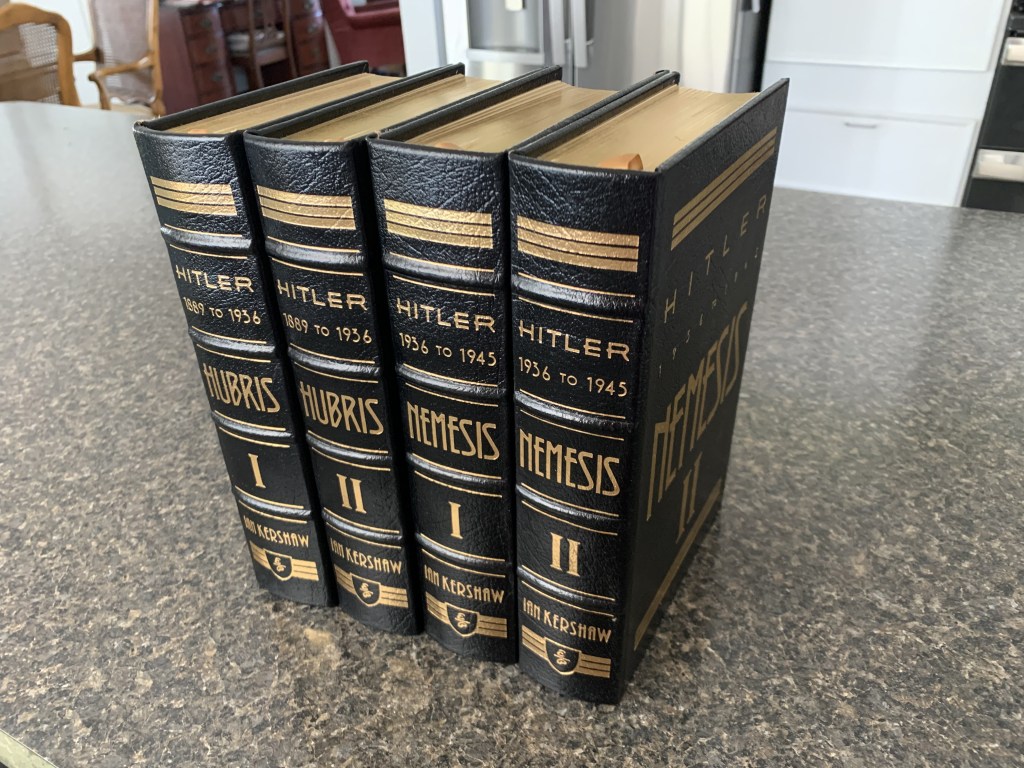 HITLER
1889 TO 1936
HUBRIS
I
IAN KERSHAW
HITLER
1889 TO 1936
HUBRIS
II
IAN KERSHAW
HITLER
1936 TO 1945
NEMESIS
I
IAN KERSHAW
HITLER
1936 TO 1945
NEMESIS
II
IAN KERSHAW
HITLER
NEMESIS
II